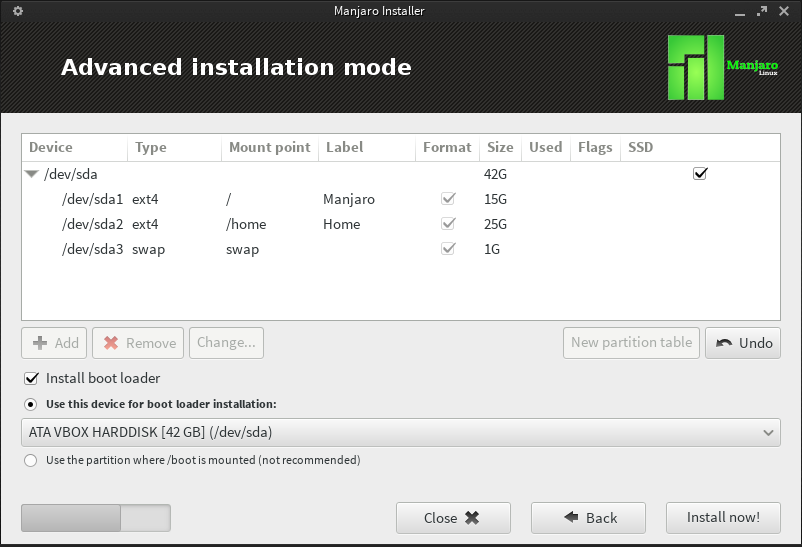 Manjaro Installer
Advanced installation mode
Manjaro
Linux
Device Type Mount point Label Format Size Used Flags SSD
/dev/sda 42G
/dev/sda1 ext4 / Manjaro 15G
/dev/sda2 ext4 /home Home 25G
/dev/sda3 swap swap 1G
Add Remove Change... New partition table Undo
Install boot loader
Use this device for boot loader installation:
ATA VBOX HARDDISK [42 GB] (/dev/sda)
Use the partition where /boot is mounted (not recommended)
Close Back Install now!